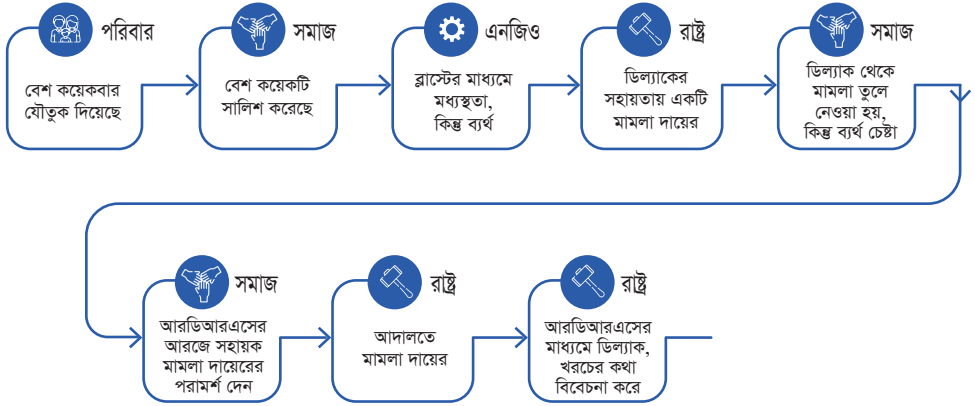 পরিবার
বেশ কয়েকবার
যৌতুক দিয়েছে
সমাজ
বেশ কয়েকটি
সালিশ করেছে
এনজিও
ব্লাস্টের মাধ্যমে
মধ্যস্থতা,
কিন্তু ব্যর্থ
রাষ্ট্র
ডিল্যাকের
সহায়তায় একটি
মামলা দায়ের
সমাজ
ডিল্যাক থেকে
মামলা তুলে
নেওয়া হয়,
কিন্তু ব্যর্থ চেষ্টা
সমাজ
আরডিআরএসের
আরজে সহায়ক
মামলা দায়েরের
পরামর্শ দেন
রাষ্ট্র
আদালতে
মামলা দায়ের
রাষ্ট্র
আরডিআরএসের
মাধ্যমে ডিল্যাক,
খরচের কথা
বিবেচনা করে